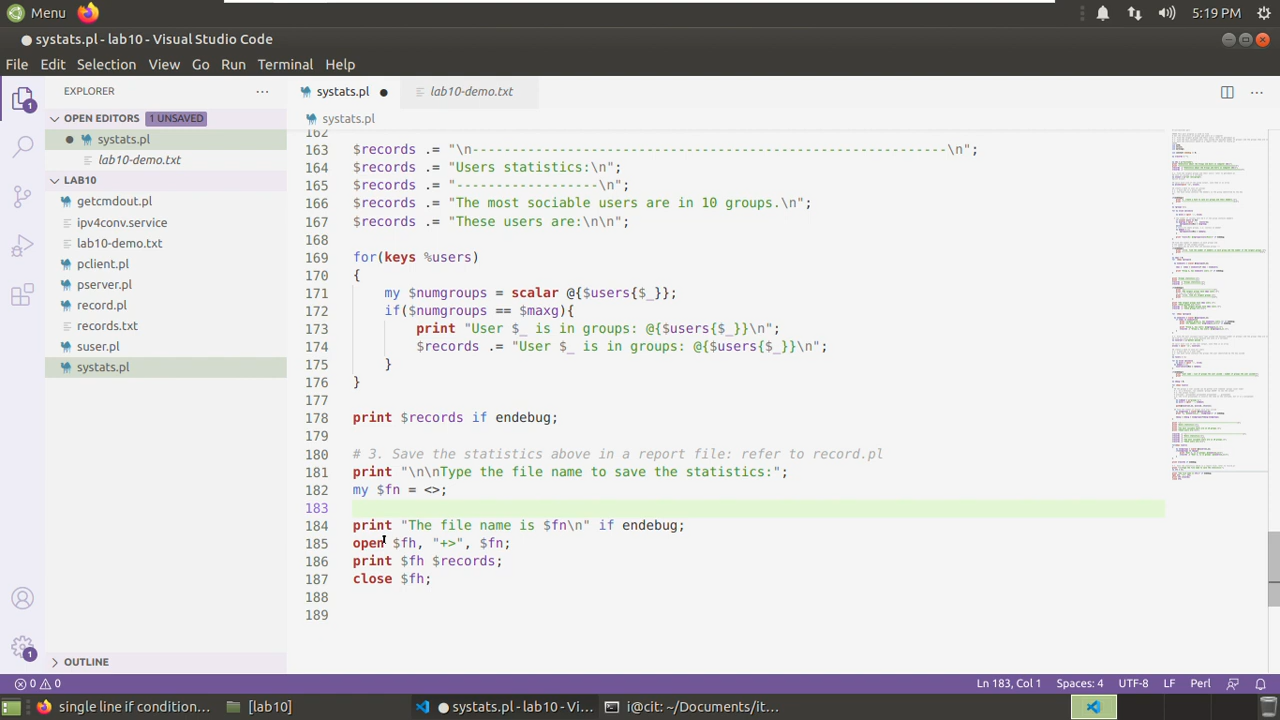 Menu
5:19 PM
systats.pl - lab10 - Visual Studio Code
File Edit Selection View Go Run Terminal Help
EXPLORER
systats.pl
lab10-demo.txt
OPEN EDITORS 1 UNSAVED
systats.pl
systats.pl
lab10-demo.txt
LAB10
getcmdout.pl
ipv4conv.service
lab10-demo.txt
pclient.pl
pserver.pl
record.pl
records.txt
suser.pl
systats.pl
OUTLINE
1
1
162
163 $records .= "\n------------------------------------------------------------\n";
164 $records .= "User statistics:\n";
165 $records .= "------------------\n";
166 $records .= "The most sociable users are in 10 groups.\n";
167 $records .= "The users are:\n\n";
168
169 for(keys %users)
170 {
171 my $numgroups = scalar @{$users{$_}};
172 if($numgroups == $maxg){
173 print "User $_ is in groups: @{$users{$_}}\n";
174 $records .= "User $_ is in groups: @{$users{$_}}\n";
175 }
176 }
177
178 print $records if endebug;
179
180 # 3. Save the statistics above in a report file: refer to record.pl
181 print "\n\nType the file name to save the statistics:";
182 my $fn = <>;
183
184 print "The file name is $fn\n" if endebug;
185 open $fh, "+>", $fn;
186 print $fh $records;
187 close $fh;
188
189
0 0
Ln 183, Col 1 Spaces: 4 UTF-8 LF Perl
single line if condition... [lab10] systats.pl - lab10 - Vi... i@cit: ~/Documents/it...